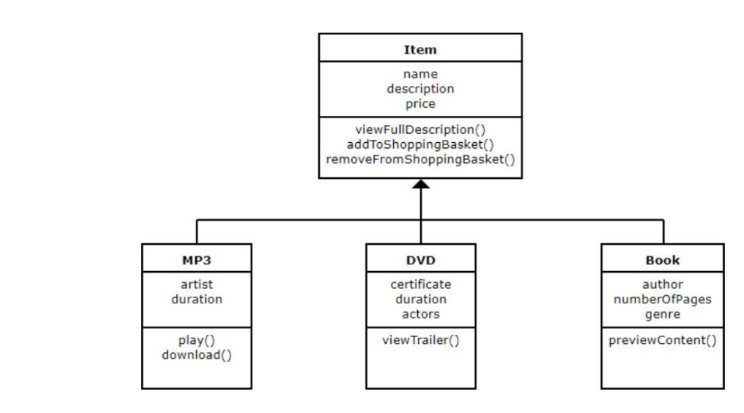 Item
name
description
price
viewFullDescription()
addToShoppingBasket()
removeFromShoppingBasket()
MP3
artist
duration
play()
download()
DVD
certificate
duration
actors
viewTrailer()
Book
author
numberOfPages
genre
previewContent()